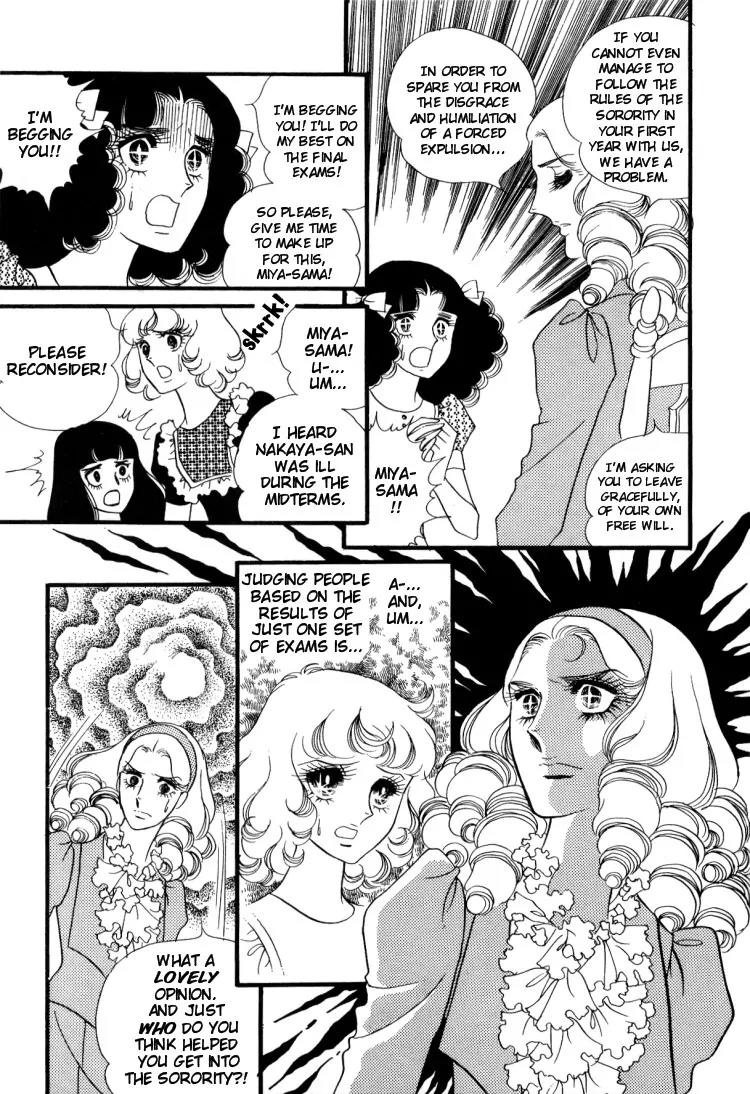 IF YOU
CANNOT EVEN
MANAGE TO
FOLLOW THE
RULES OF THE
SORORITY IN
YOUR FIRST
YEAR WITH US,
WE HAVE A
PROBLEM.
IN ORDER TO
SPARE YOU FROM
THE DISGRACE
AND HUMILIATION
OF A FORCED
EXPULSION...
I'M ASKING
YOU TO LEAVE
GRACEFULLY,
OF YOUR OWN
FREE WILL.
MIYA-
SAMA
!!
I'M BEGGING
YOU! I'LL DO
MY BEST ON
THE FINAL
EXAMS!
SO PLEASE,
GIVE ME TIME
TO MAKE UP
FOR THIS,
MIYA-SAMA!
I'M
BEGGING
YOU!!
skrrk!
MIYA-
SAMA!
U-...
UM...
I HEARD
NAKAYA-SAN
WAS ILL
DURING THE
MIDTERMS.
PLEASE
RECONSIDER!
A-...
AND,
UM...
JUDGING PEOPLE
BASED ON THE
RESULTS OF
JUST ONE SET
OF EXAMS IS...
WHAT A
LOVELY
OPINION.
AND JUST
WHO DO YOU
THINK HELPED
YOU GET INTO
THE SORORITY?!